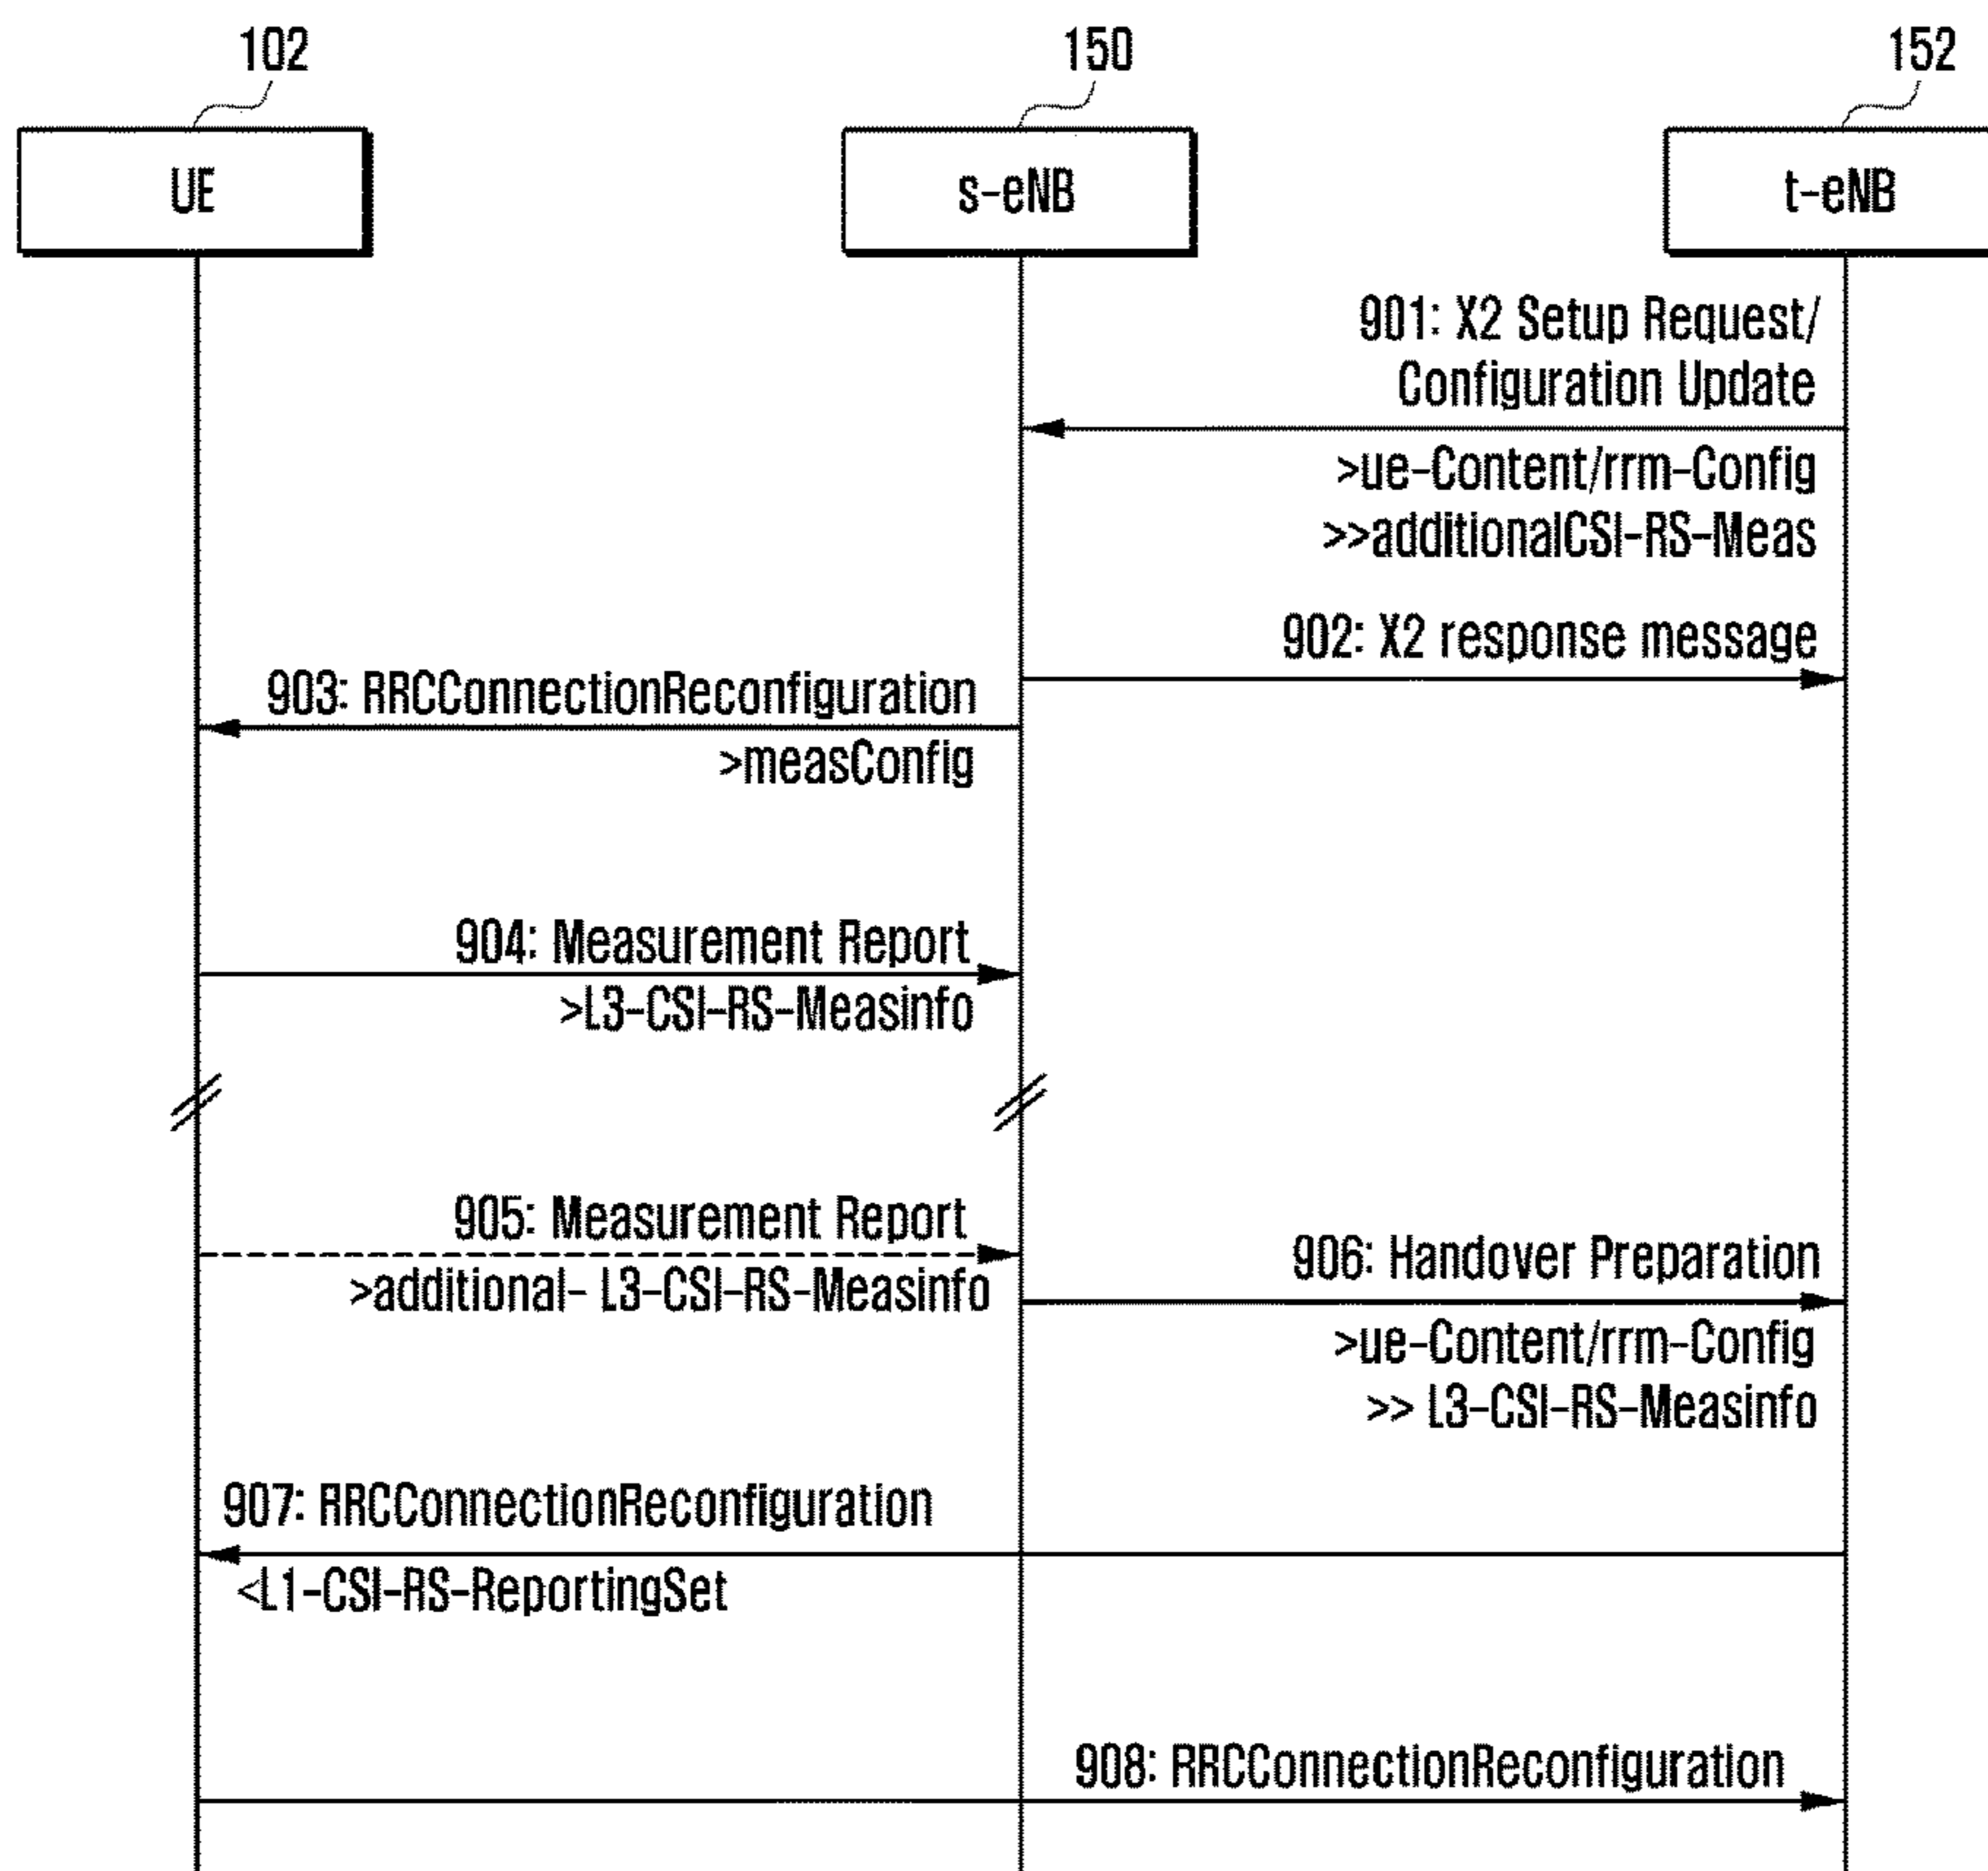 102
150
152
UE
s-eNB
t-eNB
901: X2 Setup Request/
Configuration Update
>ue-Content/rrm-Config
>>additionalCSI-RS-Meas
902: X2 response message
903: RRCConnectionReconfiguration
>measConfig
904: Measurement Report
>L3-CSI-RS-Measinfo
905: Measurement Report
>additional- L3-CSI-RS-Measinfo
906: Handover Preparation
>ue-Content/rrm-Config
>> L3-CSI-RS-Measinfo
907: RRCConnectionReconfiguration
<L1-CSI-RS-ReportingSet
908: RRCConnectionReconfiguration